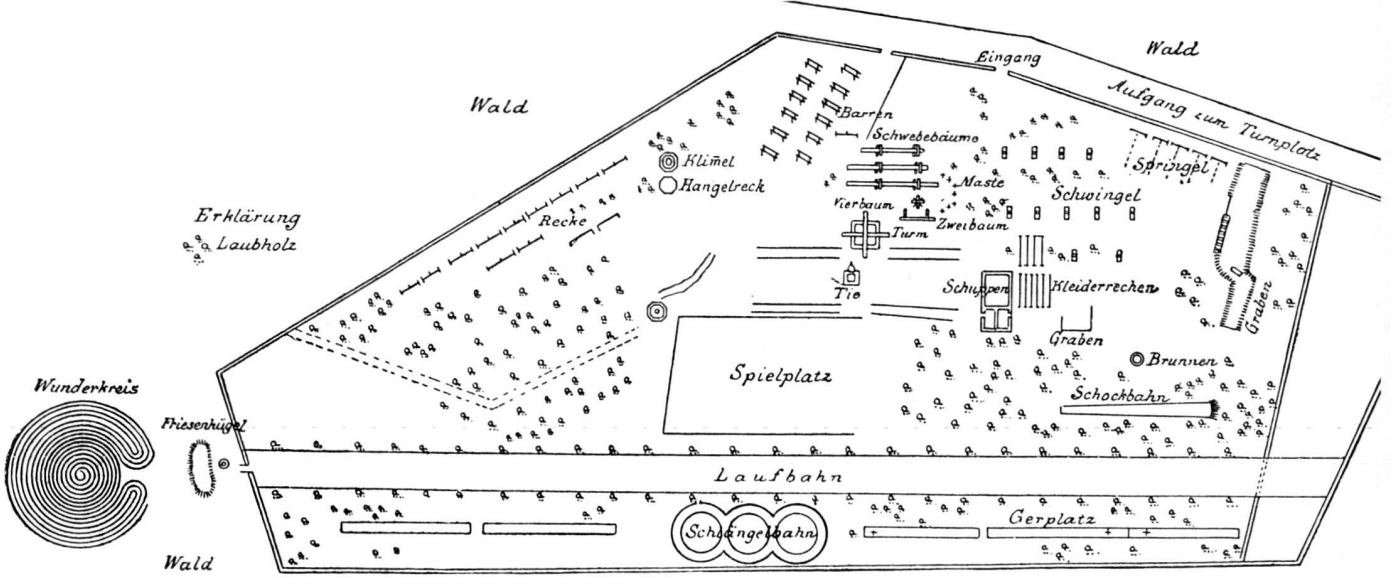 Wald
Eingang
Aufgang zum Turnplatz
Wald
Barren
Schwebebäume
Klimel
Springel
Hangelreck
Maste
Schwingel
Erklärung
Laubholz
Recke
Vierbaum
Zweibaum
Turm
Tie
Schuppen
Kleiderrechen
Graben
Graben
Brunnen
Wunderkreis
Spielplatz
Schockbahn
Friesenhügel
Laufbahn
Gerplatz
Schlängelbahn
Wald